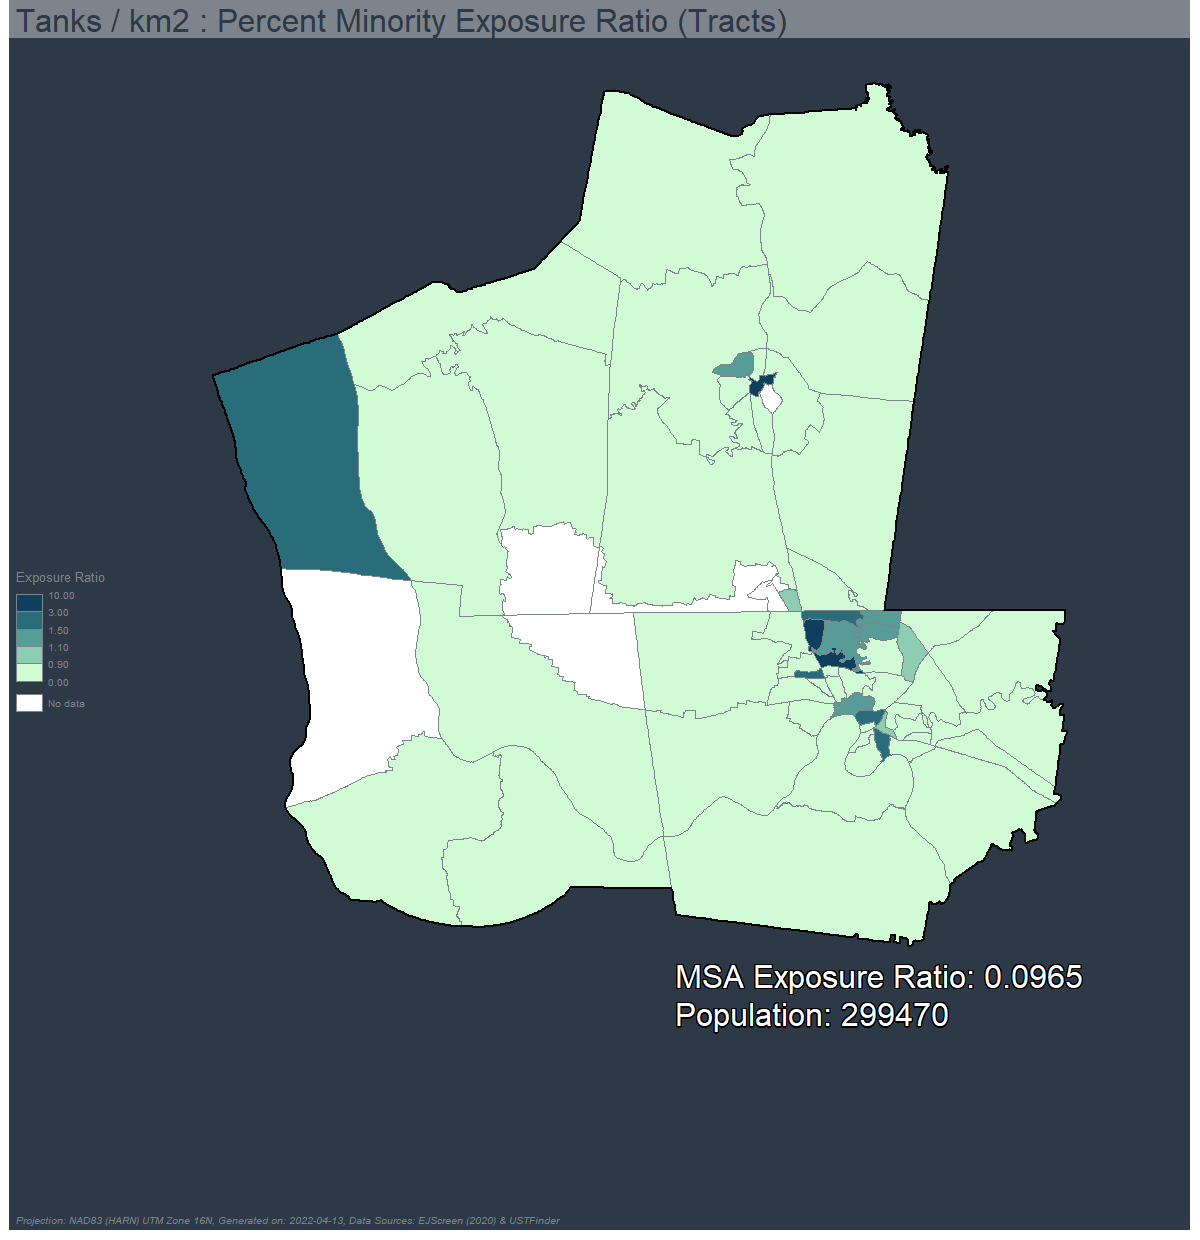 Tanks / km2 : Percent Minority Exposure Ratio (Tracts)
Exposure Ratio
10.00
3.00
1.50
1.10
0.90
0.00
No data
MSA Exposure Ratio: 0.0965
Population: 299470
Projection: NAD83 (HARN) UTM Zone 16N, Generated on: 2022-04-13, Data Sources: EJScreen (2020) & USTFinder